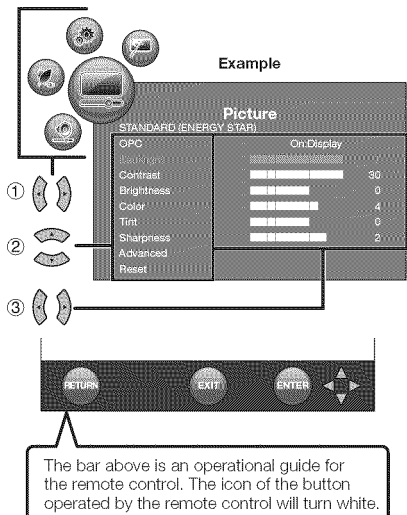 Example
Picture
STANDARD (ENERGY STAR)
OPC On:Display
Backlight
Contrast 30
Brightness 0
Color 4
Tint 0
Sharpness 2
Advanced
Reset
①
②
③
RETURN EXIT ENTER
The bar above is an operational guide for
the remote control. The icon of the button
operated by the remote control will turn white.